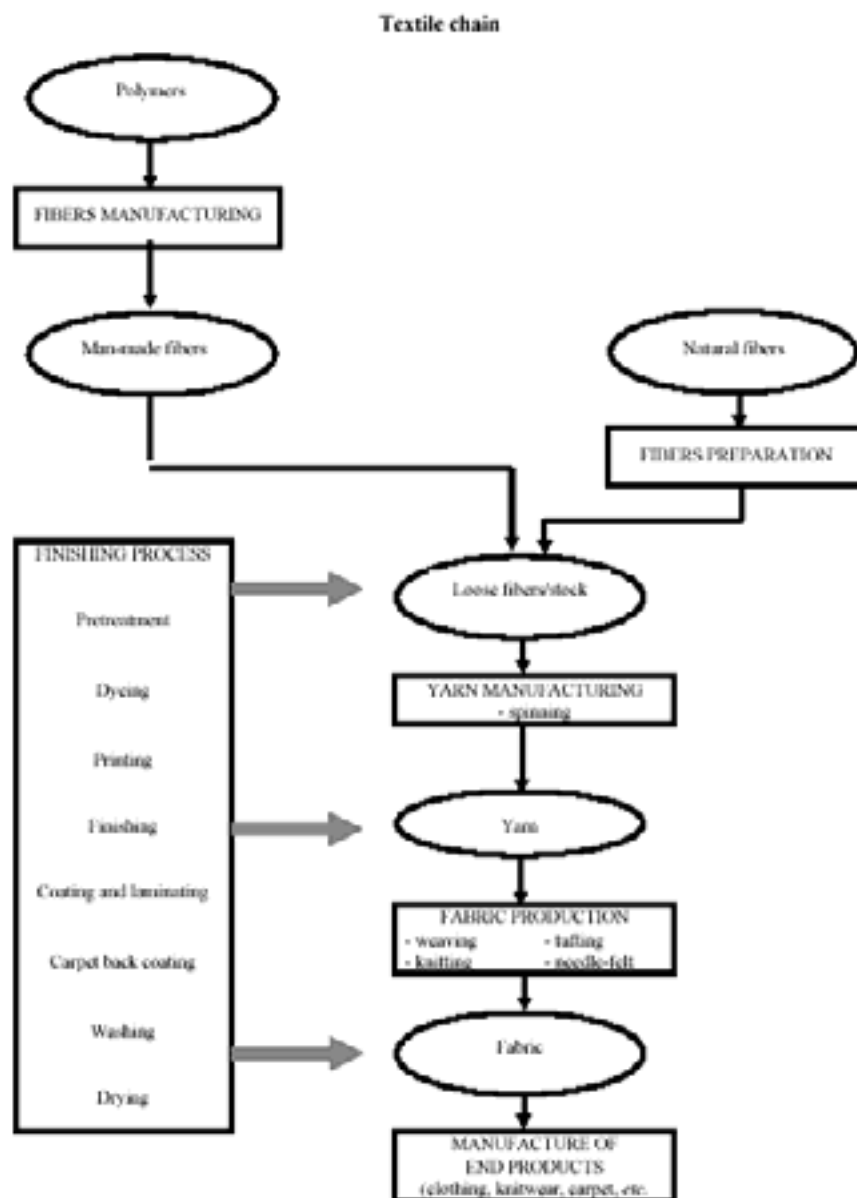 Textile chain
Polymers
FIBERS MANUFACTURING
Man-made fibers
Natural fibers
FIBERS PREPARATION
FINISHING PROCESS
Pretreatment
Dyeing
Printing
Finishing
Coating and laminating
Carpet back coating
Washing
Drying
Loose fibers/stock
YARN MANUFACTURING
- spinning
Yarn
FABRIC PRODUCTION
- weaving - tufting
- knitting - needle-felt
Fabric
MANUFACTURE OF
END PRODUCTS
(clothing, knitwear, carpet, etc.